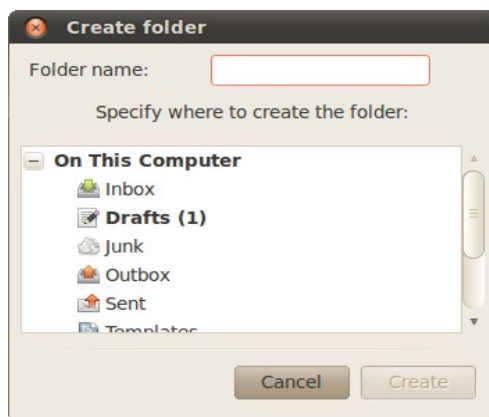 Create folder
Folder name:
Specify where to create the folder:
On This Computer
Inbox
Drafts (1)
Junk
Outbox
Sent
Templates
Cancel
Create